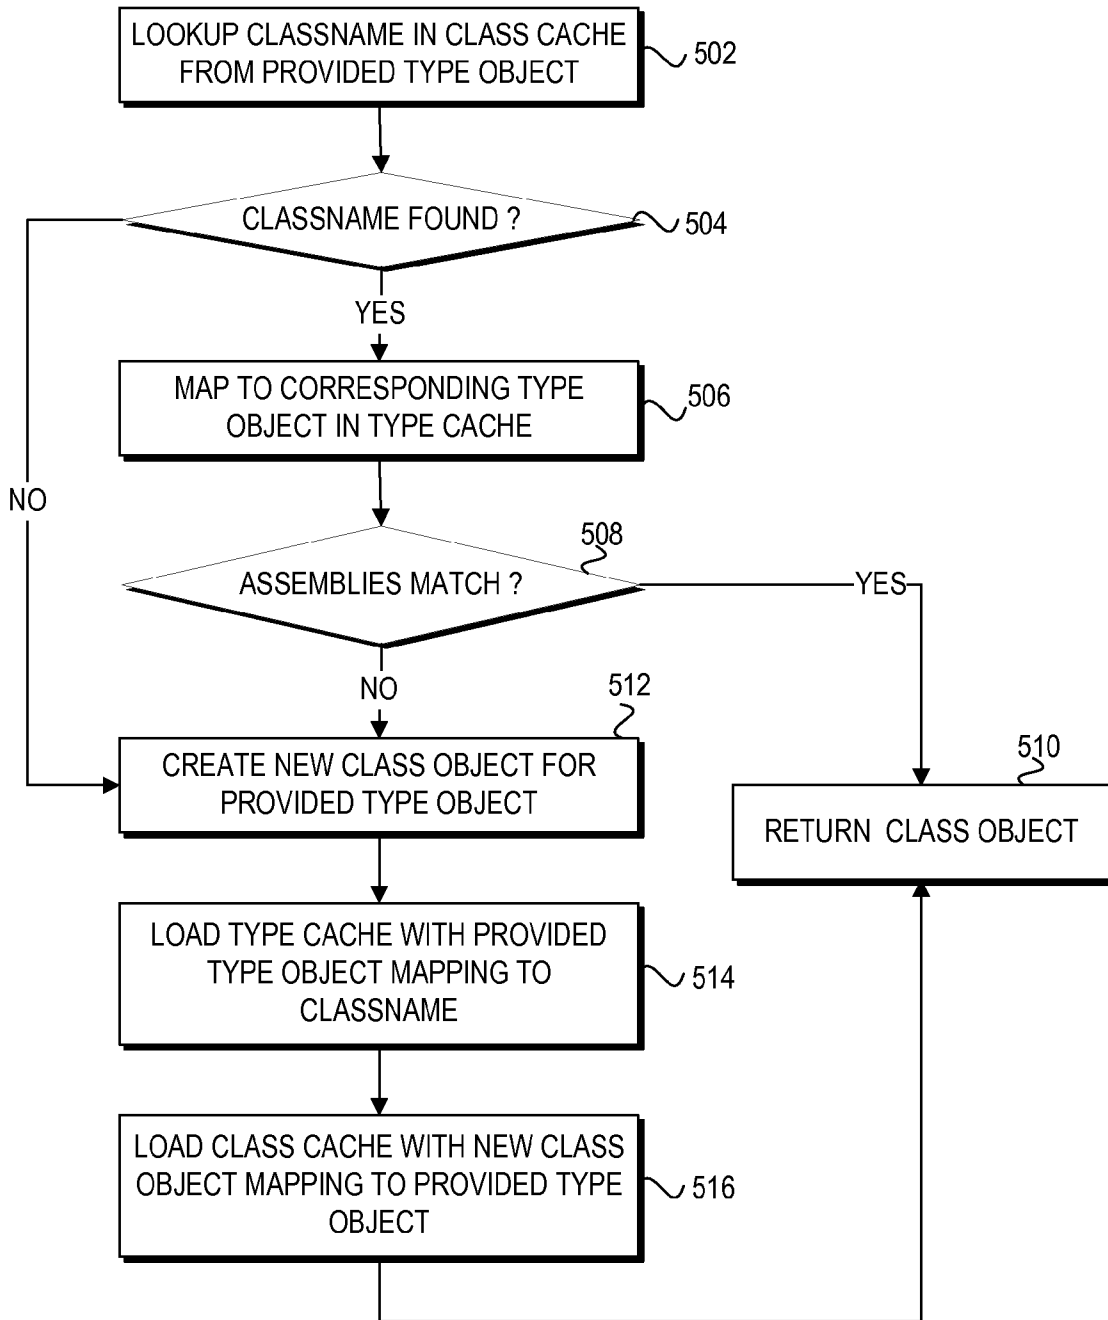 LOOKUP CLASSNAME IN CLASS CACHE
FROM PROVIDED TYPE OBJECT
502
CLASSNAME FOUND ?
504
YES
MAP TO CORRESPONDING TYPE
OBJECT IN TYPE CACHE
506
NO
508
ASSEMBLIES MATCH ?
YES
NO
512
CREATE NEW CLASS OBJECT FOR
PROVIDED TYPE OBJECT
510
RETURN CLASS OBJECT
LOAD TYPE CACHE WITH PROVIDED
TYPE OBJECT MAPPING TO
CLASSNAME
514
LOAD CLASS CACHE WITH NEW CLASS
OBJECT MAPPING TO PROVIDED TYPE
OBJECT
516